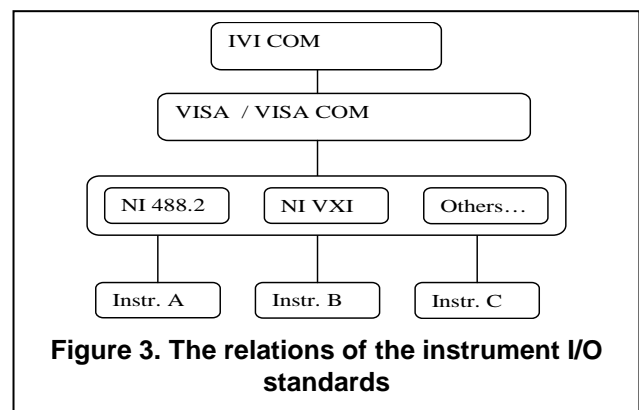 IVI COM
VISA / VISA COM
NI 488.2 NI VXI Others…
Instr. A Instr. B Instr. C
Figure 3. The relations of the instrument I/O
standards